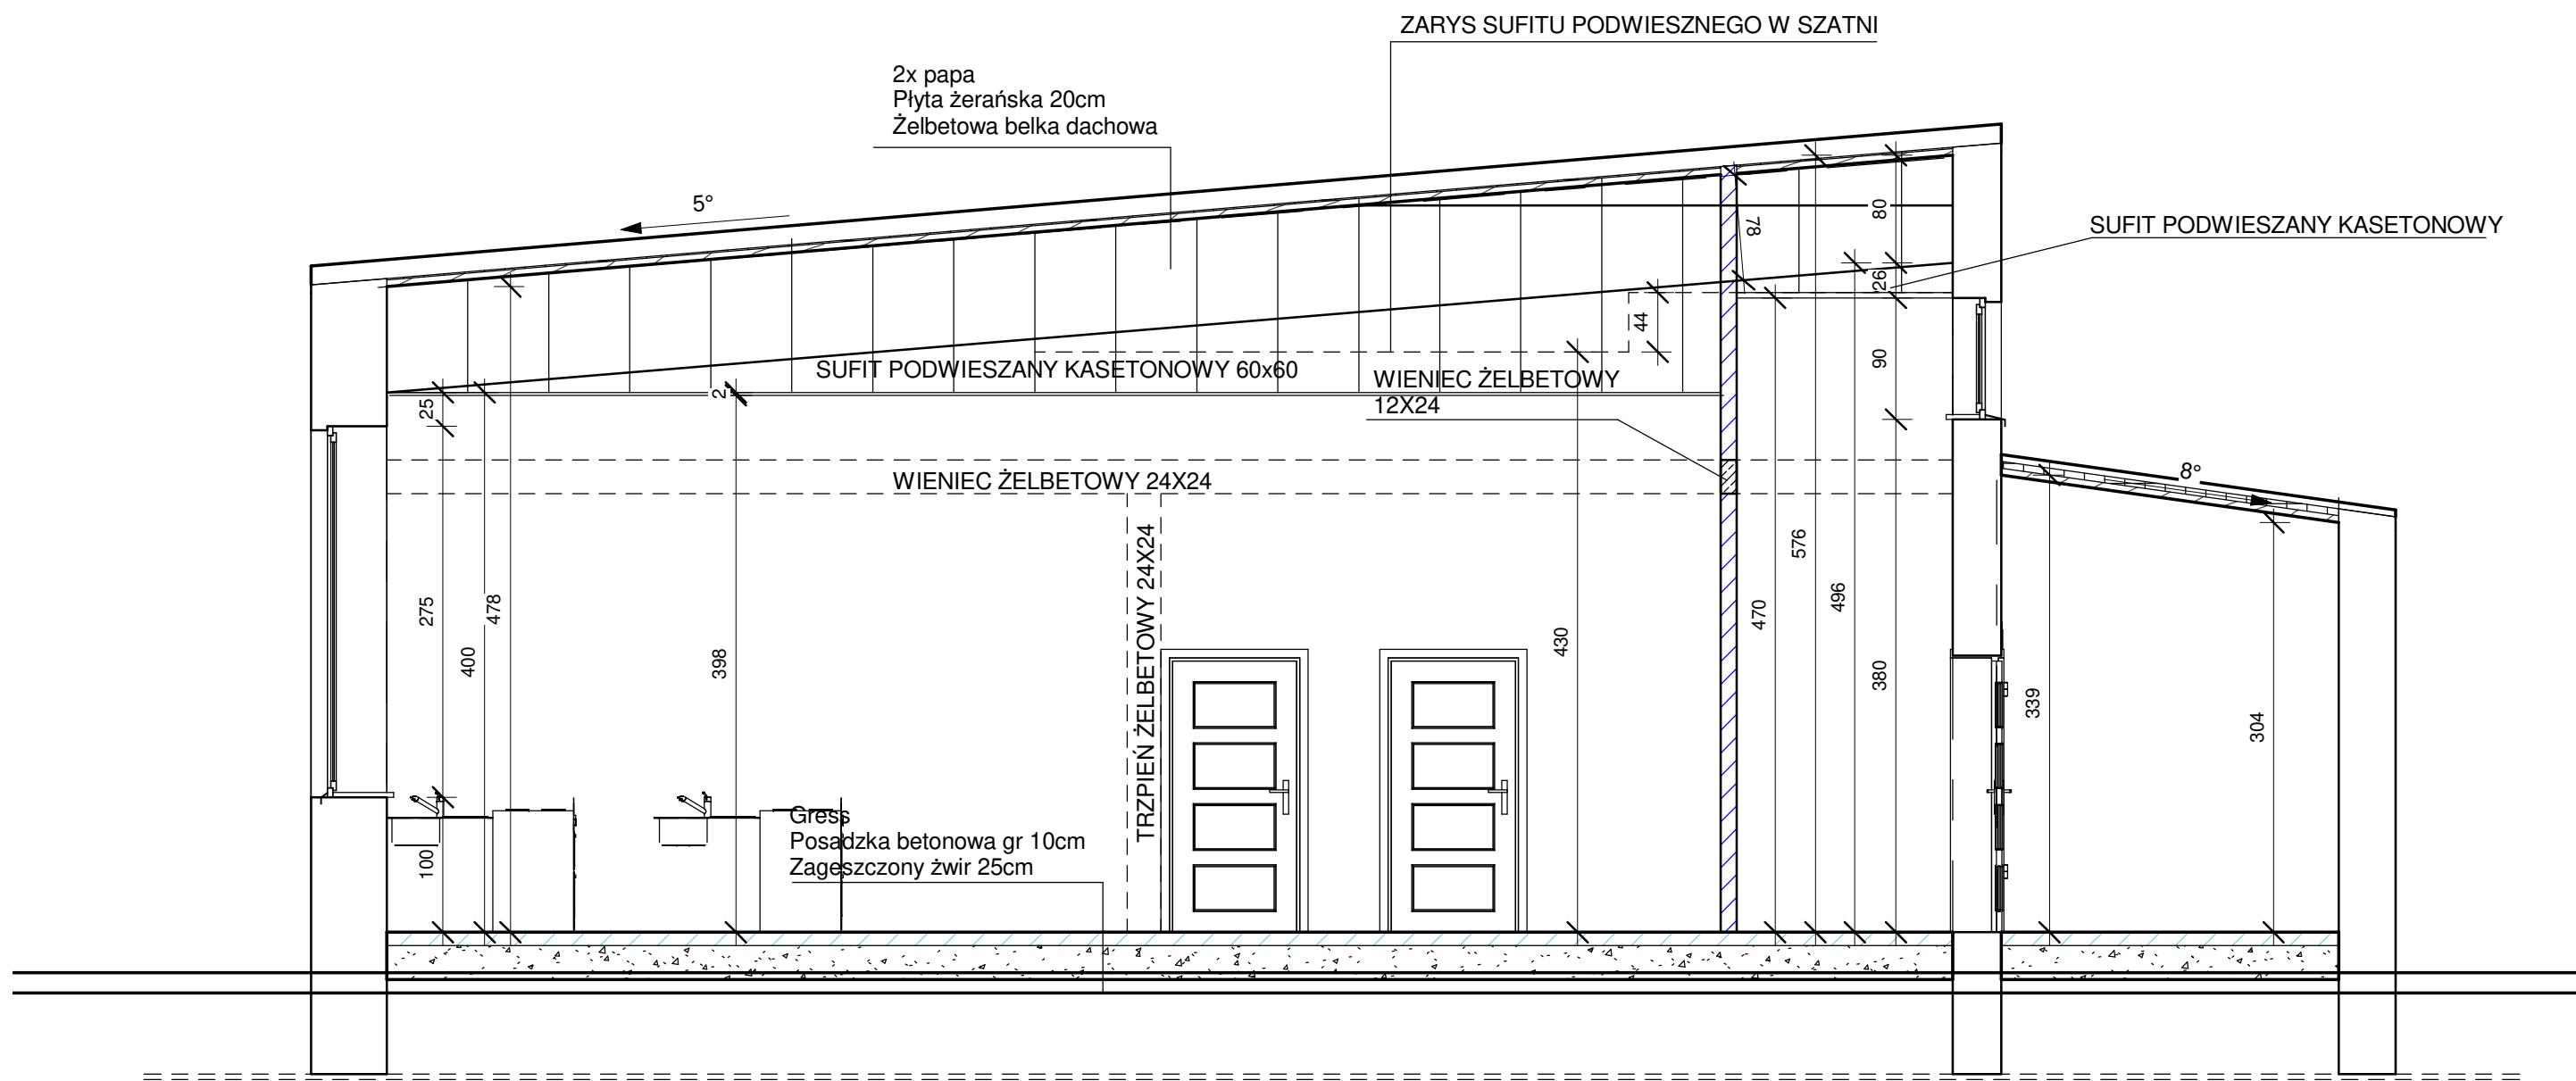 ZARYS SUFITU PODWIESZNEGO W SZATNI
2x papa
Płyta żerańska 20cm
Żelbetowa belka dachowa
5°
80
78
SUFIT PODWIESZANY KASETONOWY
26
44
90
SUFIT PODWIESZANY KASETONOWY 60x60
WIENIEC ŻELBETOWY
12X24
25
2
WIENIEC ŻELBETOWY 24X24
8°
TRZPIEŃ ŻELBETOWY 24X24
275
478
400
398
430
470
576
496
380
339
304
Gress
Posadzka betonowa gr 10cm
Zageszczony żwir 25cm
100